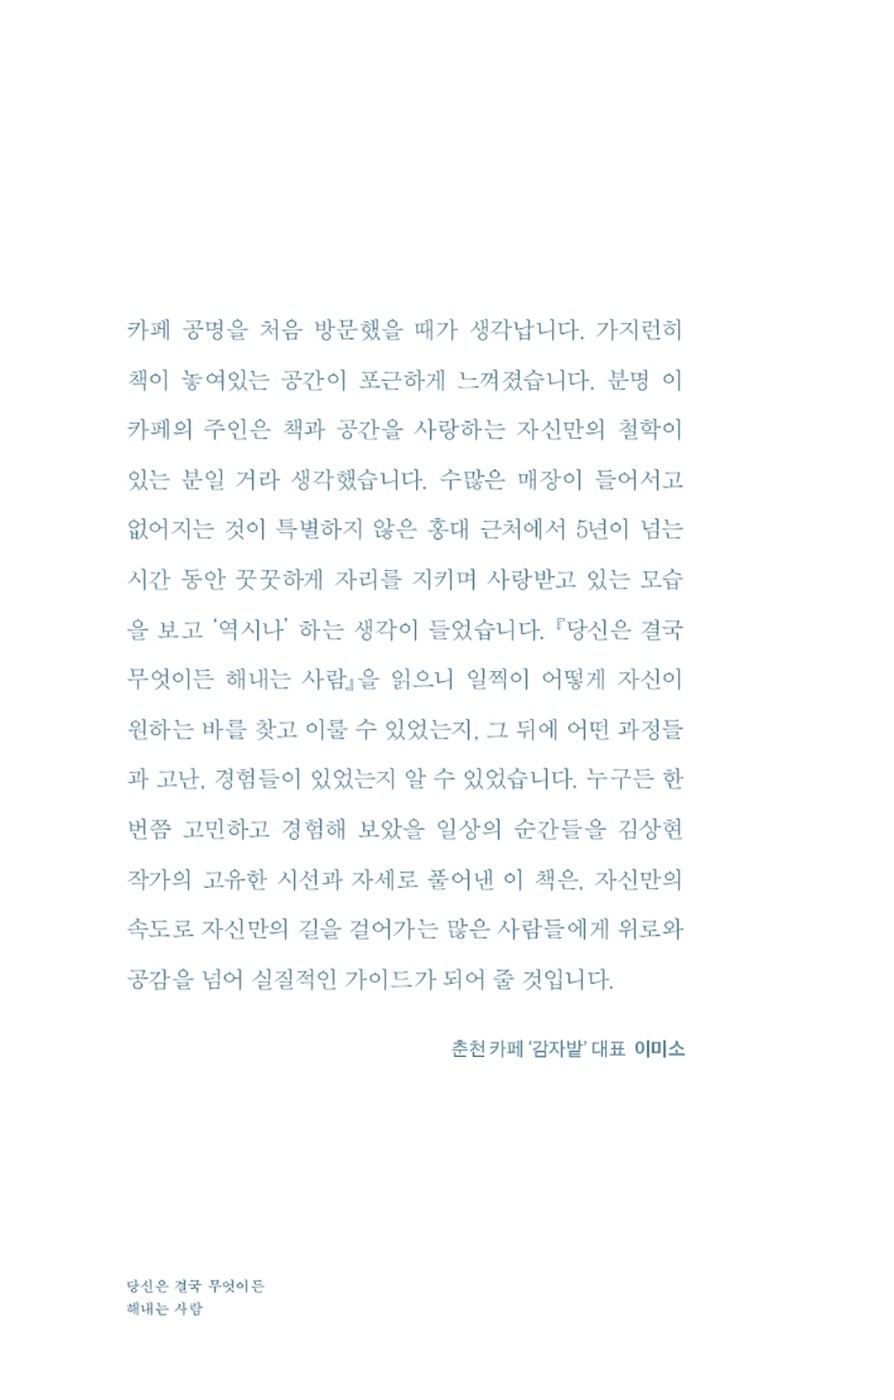 카페 공명을 처음 방문했을 때가 생각납니다. 가지런히
책이 놓여있는 공간이 포근하게 느껴졌습니다. 분명 이
카페의 주인은 책과 공간을 사랑하는 자신만의 철학이
있는 분일 거라 생각했습니다. 수많은 매장이 들어서고
없어지는 것이 특별하지 않은 홍대 근처에서 5년이 넘는
시간 동안 꿋꿋하게 자리를 지키며 사랑받고 있는 모습
을 보고 ‘역시나’ 하는 생각이 들었습니다. 『당신은 결국
무엇이든 해내는 사람』을 읽으니 일찍이 어떻게 자신이
원하는 바를 찾고 이룰 수 있었는지, 그 뒤에 어떤 과정들
과 고난, 경험들이 있었는지 알 수 있었습니다. 누구든 한
번쯤 고민하고 경험해 보았을 일상의 순간들을 김상현
작가의 고유한 시선과 자세로 풀어낸 이 책은, 자신만의
속도로 자신만의 길을 걸어가는 많은 사람들에게 위로와
공감을 넘어 실질적인 가이드가 되어 줄 것입니다.
춘천 카페 ‘감자밭’ 대표 이미소
당신은 결국 무엇이든
해내는 사람